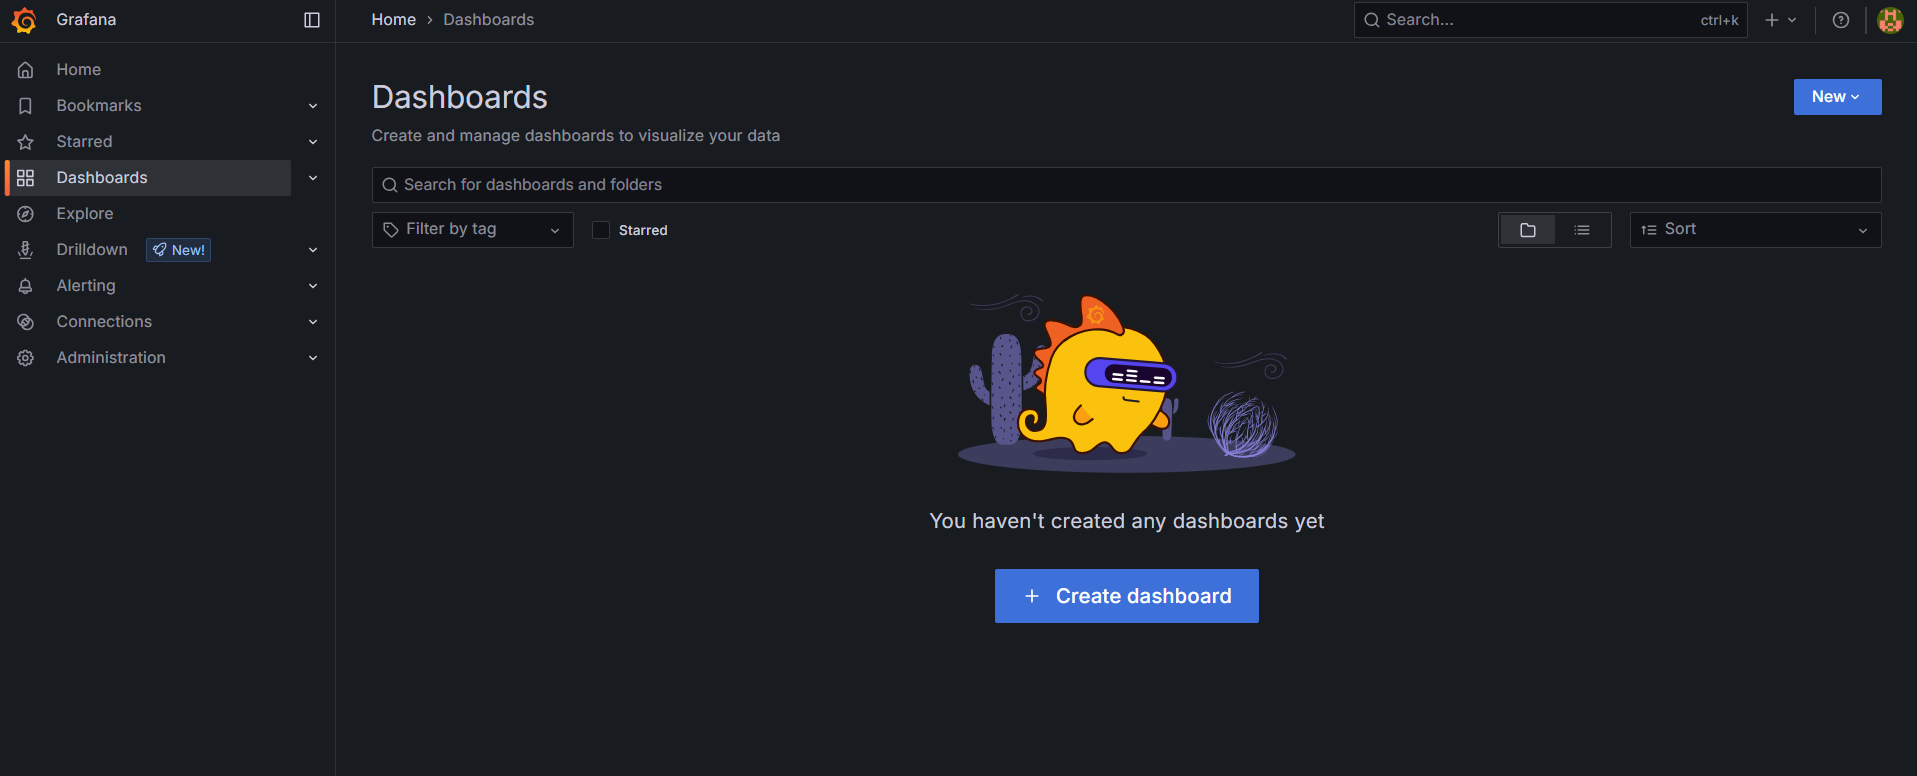 Grafana
Home
Bookmarks
Starred
Dashboards
Explore
Drilldown New!
Alerting
Connections
Administration
Home › Dashboards
Search... ctrl+k
Dashboards
New
Create and manage dashboards to visualize your data
Search for dashboards and folders
Filter by tag
Starred
Sort
You haven't created any dashboards yet
+ Create dashboard